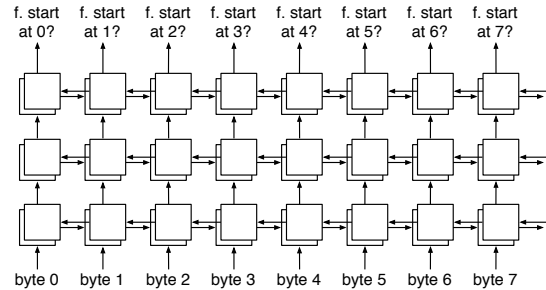 f. start f. start f. start f. start f. start f. start f. start f. start
at 0? at 1? at 2? at 3? at 4? at 5? at 6? at 7?
byte 0 byte 1 byte 2 byte 3 byte 4 byte 5 byte 6 byte 7